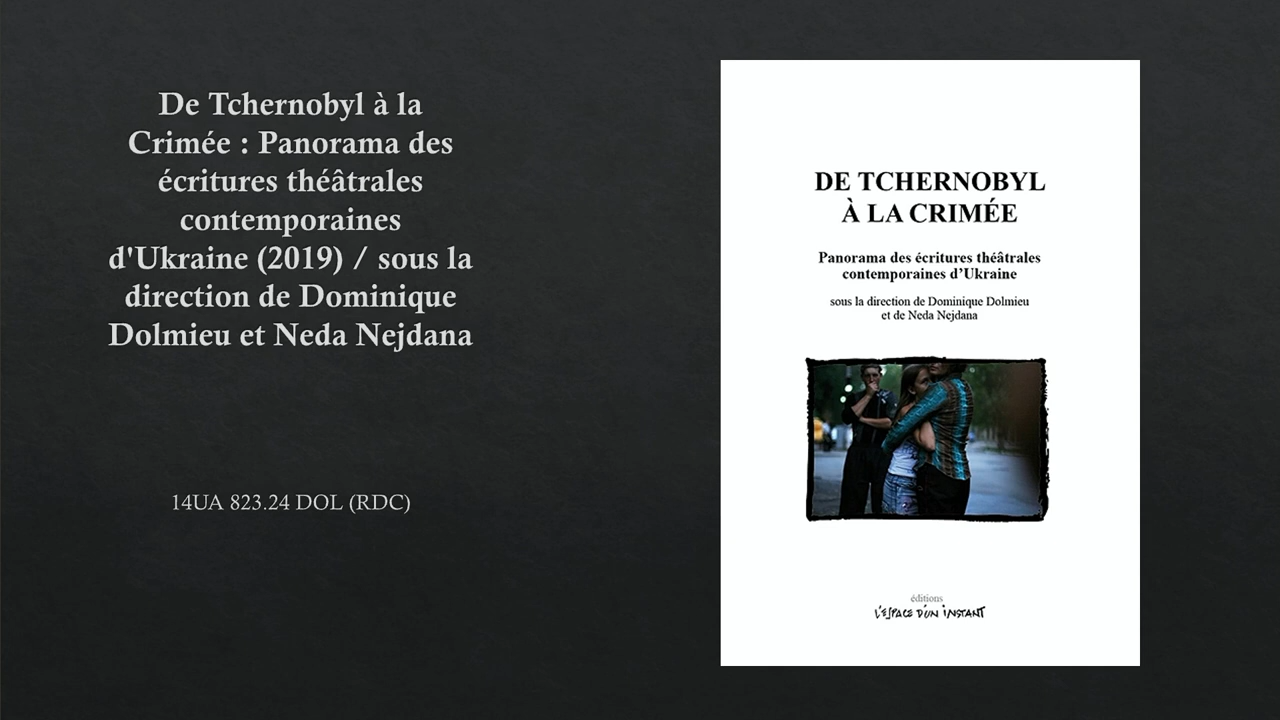 De Tchernobyl à la
Crimée : Panorama des
écritures théâtrales
contemporaines
d'Ukraine (2019) / sous la
direction de Dominique
Dolmieu et Neda Nejdana
14UA 823.24 DOL (RDC)
DE TCHERNOBYL
À LA CRIMÉE
Panorama des écritures théâtrales
contemporaines d’Ukraine
sous la direction de Dominique Dolmieu
et de Neda Nejdana
éditions
L'ESPACE D'UN INSTANT